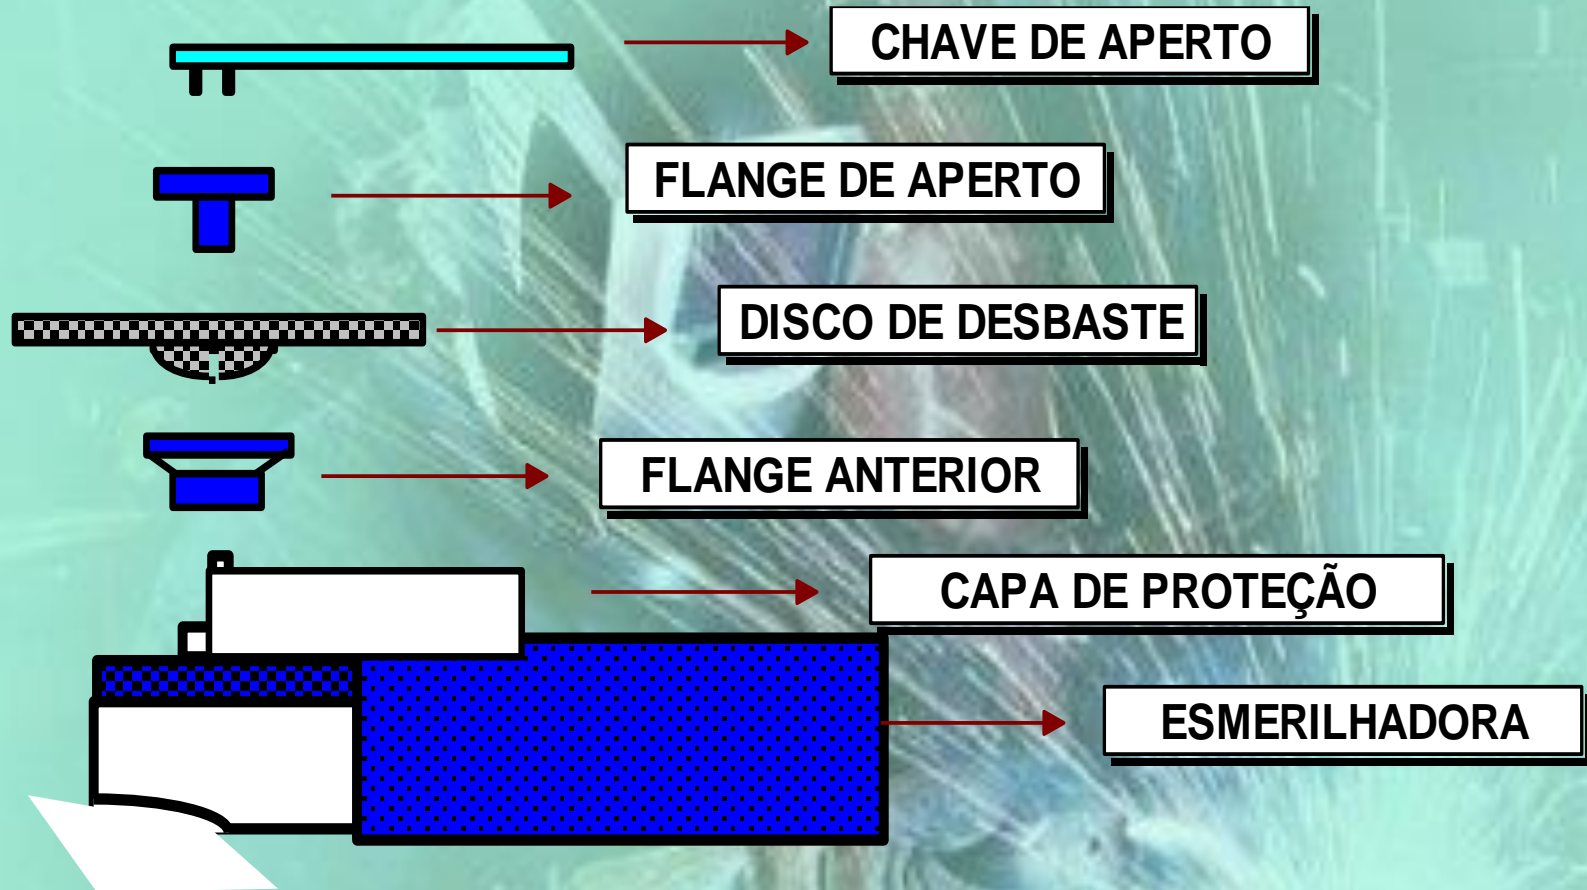 CHAVE DE APERTO
FLANGE DE APERTO
DISCO DE DESBASTE
FLANGE ANTERIOR
CAPA DE PROTEÇÃO
ESMERILHADORA